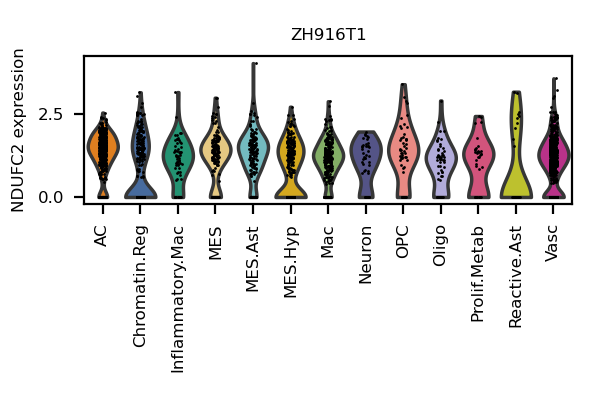 ZH916T1
NDUFC2 expression
2.5
0.0
AC
Chromatin.Reg
Inflammatory.Mac
MES
MES.Ast
MES.Hyp
Mac
Neuron
OPC
Oligo
Prolif.Metab
Reactive.Ast
Vasc